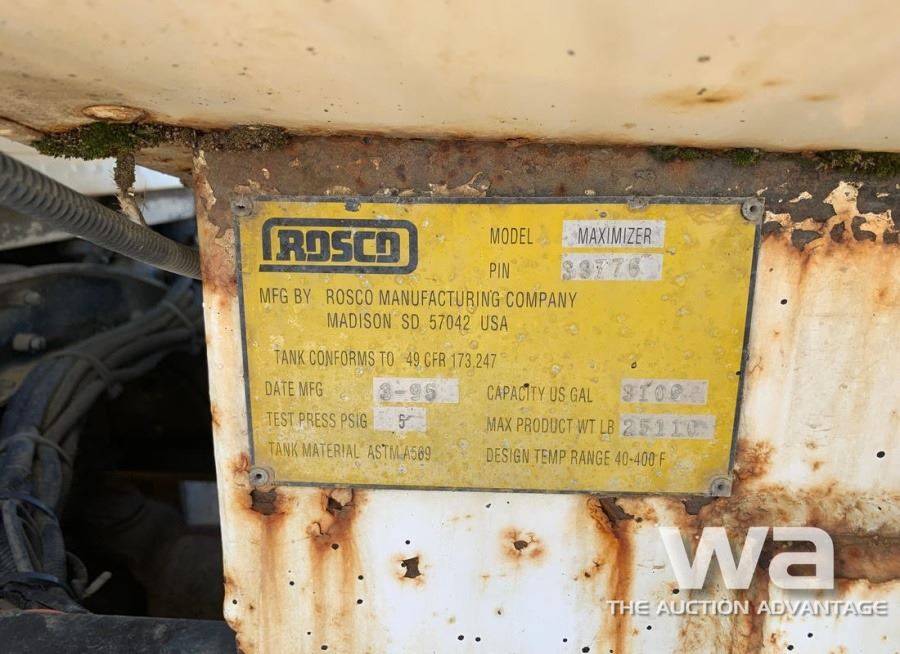 ROSCO
MODEL MAXIMIZER
PIN 33776
MFG BY ROSCO MANUFACTURING COMPANY
MADISON SD 57042 USA
TANK CONFORMS TO 49 CFR 173.247
DATE MFG 3-95 CAPACITY US GAL
TEST PRESS PSIG 5 MAX PRODUCT WT LB
TANK MATERIAL ASTM A569 DESIGN TEMP RANGE 40-400 F
wa
THE AUCTION ADVANTAGE